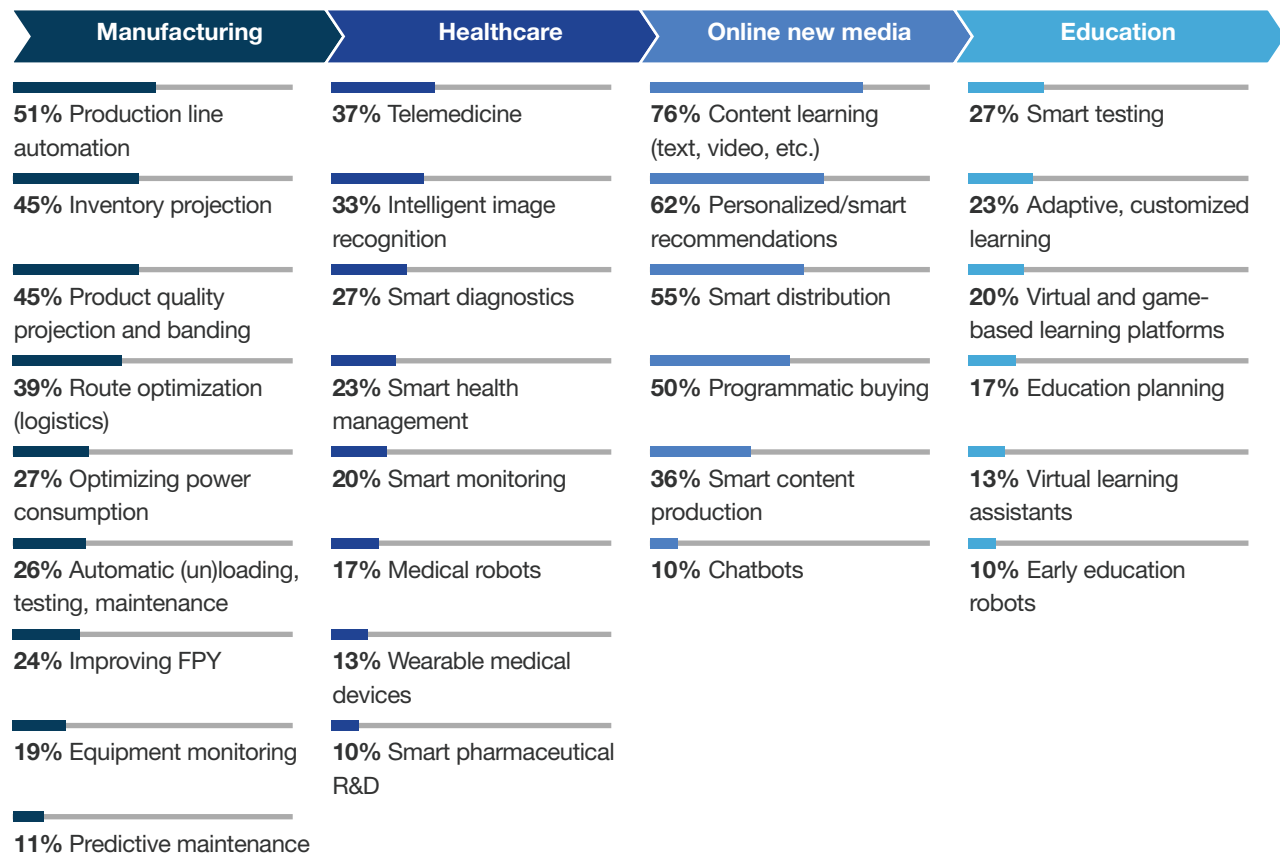 Manufacturing
51% Production line
automation
45% Inventory projection
45% Product quality
projection and banding
39% Route optimization
(logistics)
27% Optimizing power
consumption
26% Automatic (un)loading,
testing, maintenance
24% Improving FPY
19% Equipment monitoring
11% Predictive maintenance
Healthcare
37% Telemedicine
33% Intelligent image
recognition
27% Smart diagnostics
23% Smart health
management
20% Smart monitoring
17% Medical robots
13% Wearable medical
devices
10% Smart pharmaceutical
R&D
Online new media
76% Content learning
(text, video, etc.)
62% Personalized/smart
recommendations
55% Smart distribution
50% Programmatic buying
36% Smart content
production
10% Chatbots
Education
27% Smart testing
23% Adaptive, customized
learning
20% Virtual and game-
based learning platforms
17% Education planning
13% Virtual learning
assistants
10% Early education
robots